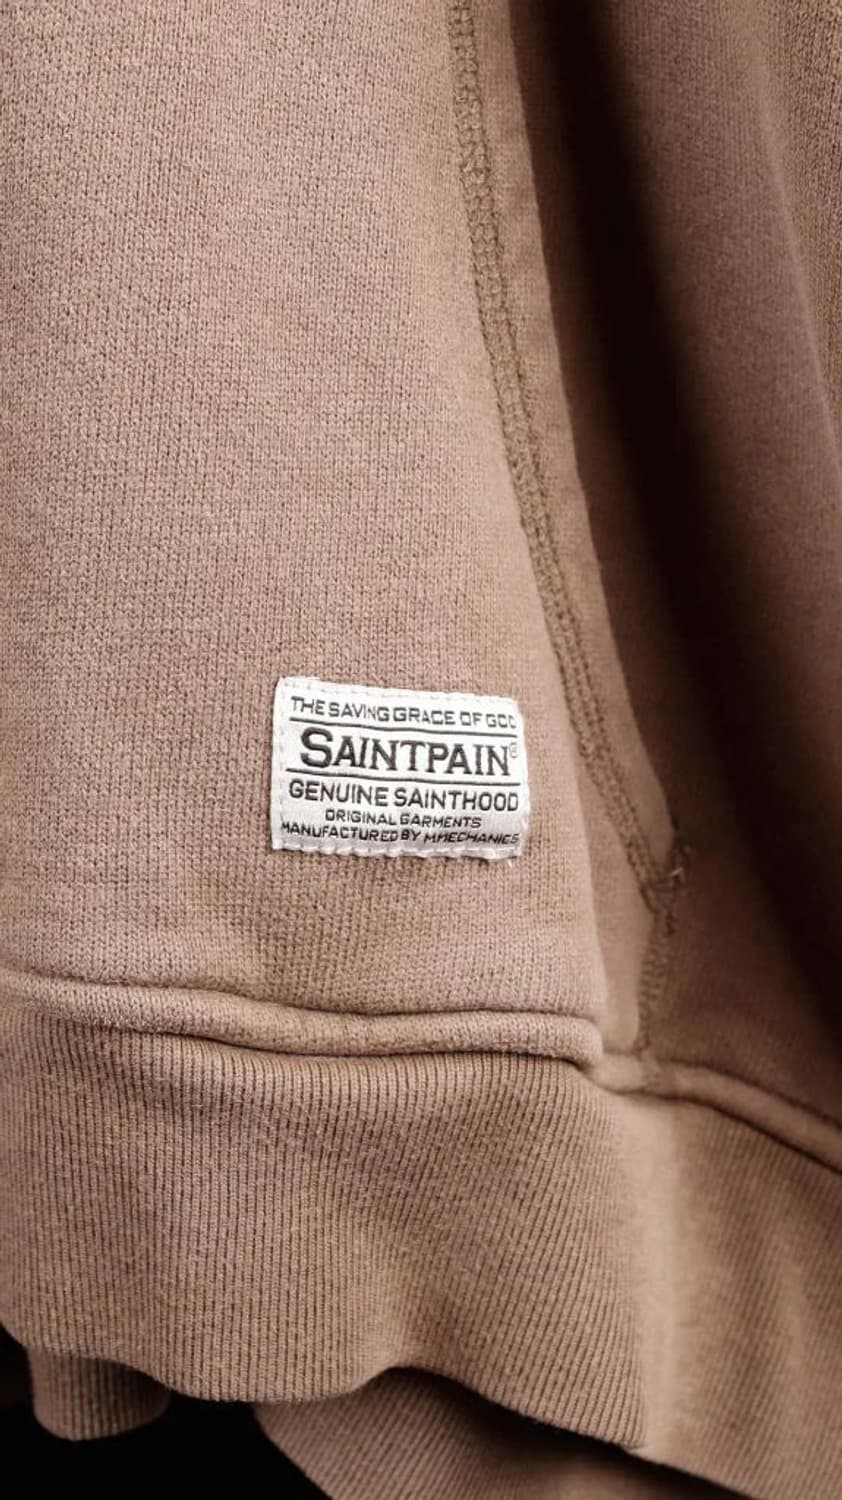 THE SAVING GRACE OF GOD
SAINTPAIN®
GENUINE SAINTHOOD
ORIGINAL GARMENTS
MANUFACTURED BY MMECHANICS